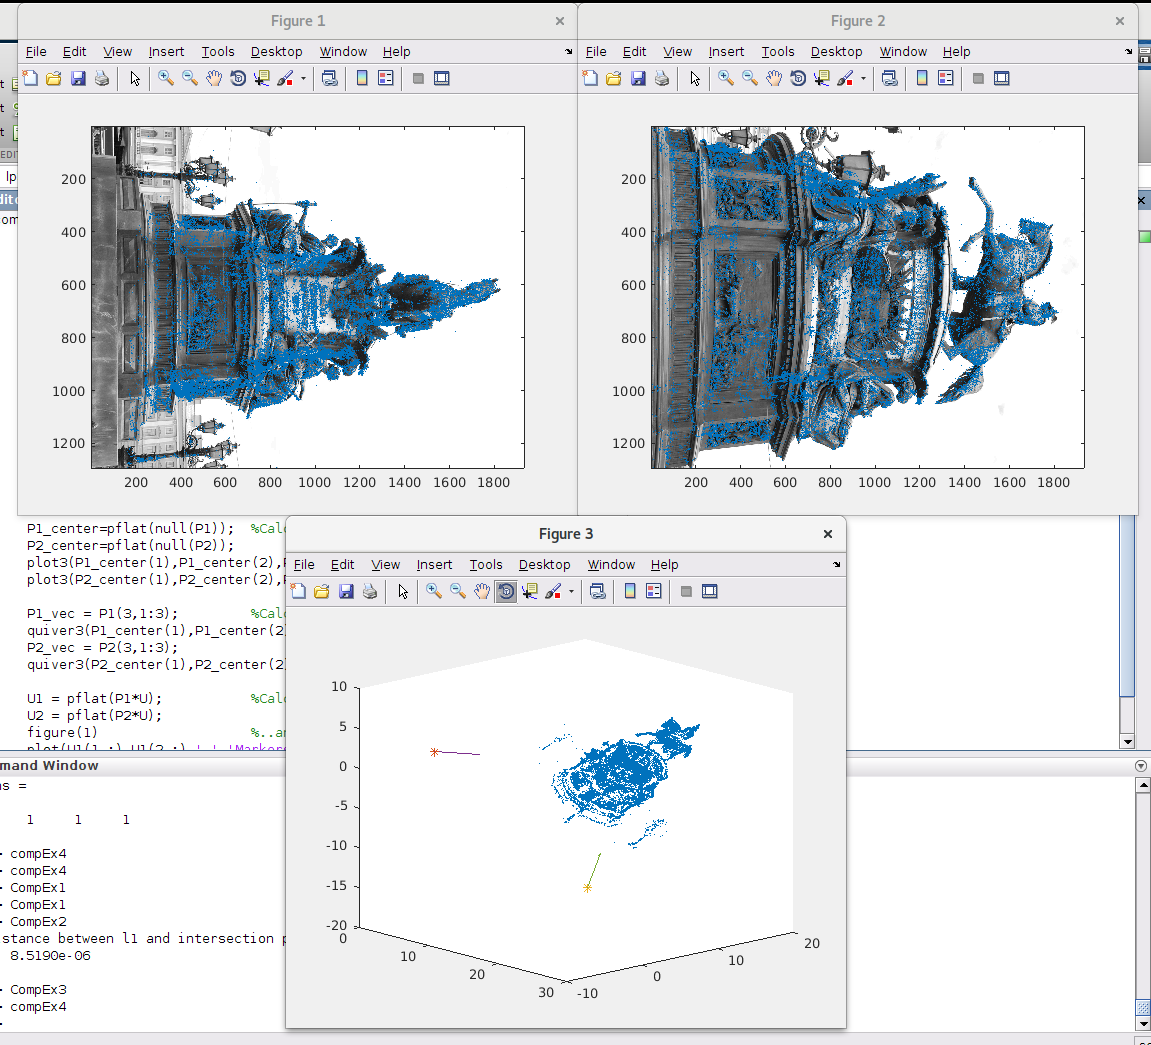 Figure 1
File Edit View Insert Tools Desktop Window Help
200
400
600
800
1000
1200
200 400 600 800 1000 1200 1400 1600 1800
Figure 2
File Edit View Insert Tools Desktop Window Help
200
400
600
800
1000
1200
200 400 600 800 1000 1200 1400 1600 1800
P1_center=pflat(null(P1)); %Calc
P2_center=pflat(null(P2));
plot3(P1_center(1),P1_center(2),P
plot3(P2_center(1),P2_center(2),P
P1_vec = P1(3,1:3); %Calc
quiver3(P1_center(1),P1_center(2)
P2_vec = P2(3,1:3);
quiver3(P2_center(1),P2_center(2)
U1 = pflat(P1*U); %Calc
U2 = pflat(P2*U);
figure(1) %..an
plot(U1(1,:),U1(2,:),'.','Markers
Figure 3
File Edit View Insert Tools Desktop Window Help
10
5
0
-5
-10
-15
-20
0 10 20 30
-10 0 10 20
mand Window
ns =
1 1 1
compEx4
compEx4
CompEx1
CompEx1
CompEx2
stance between l1 and intersection p
8.5190e-06
CompEx3
compEx4